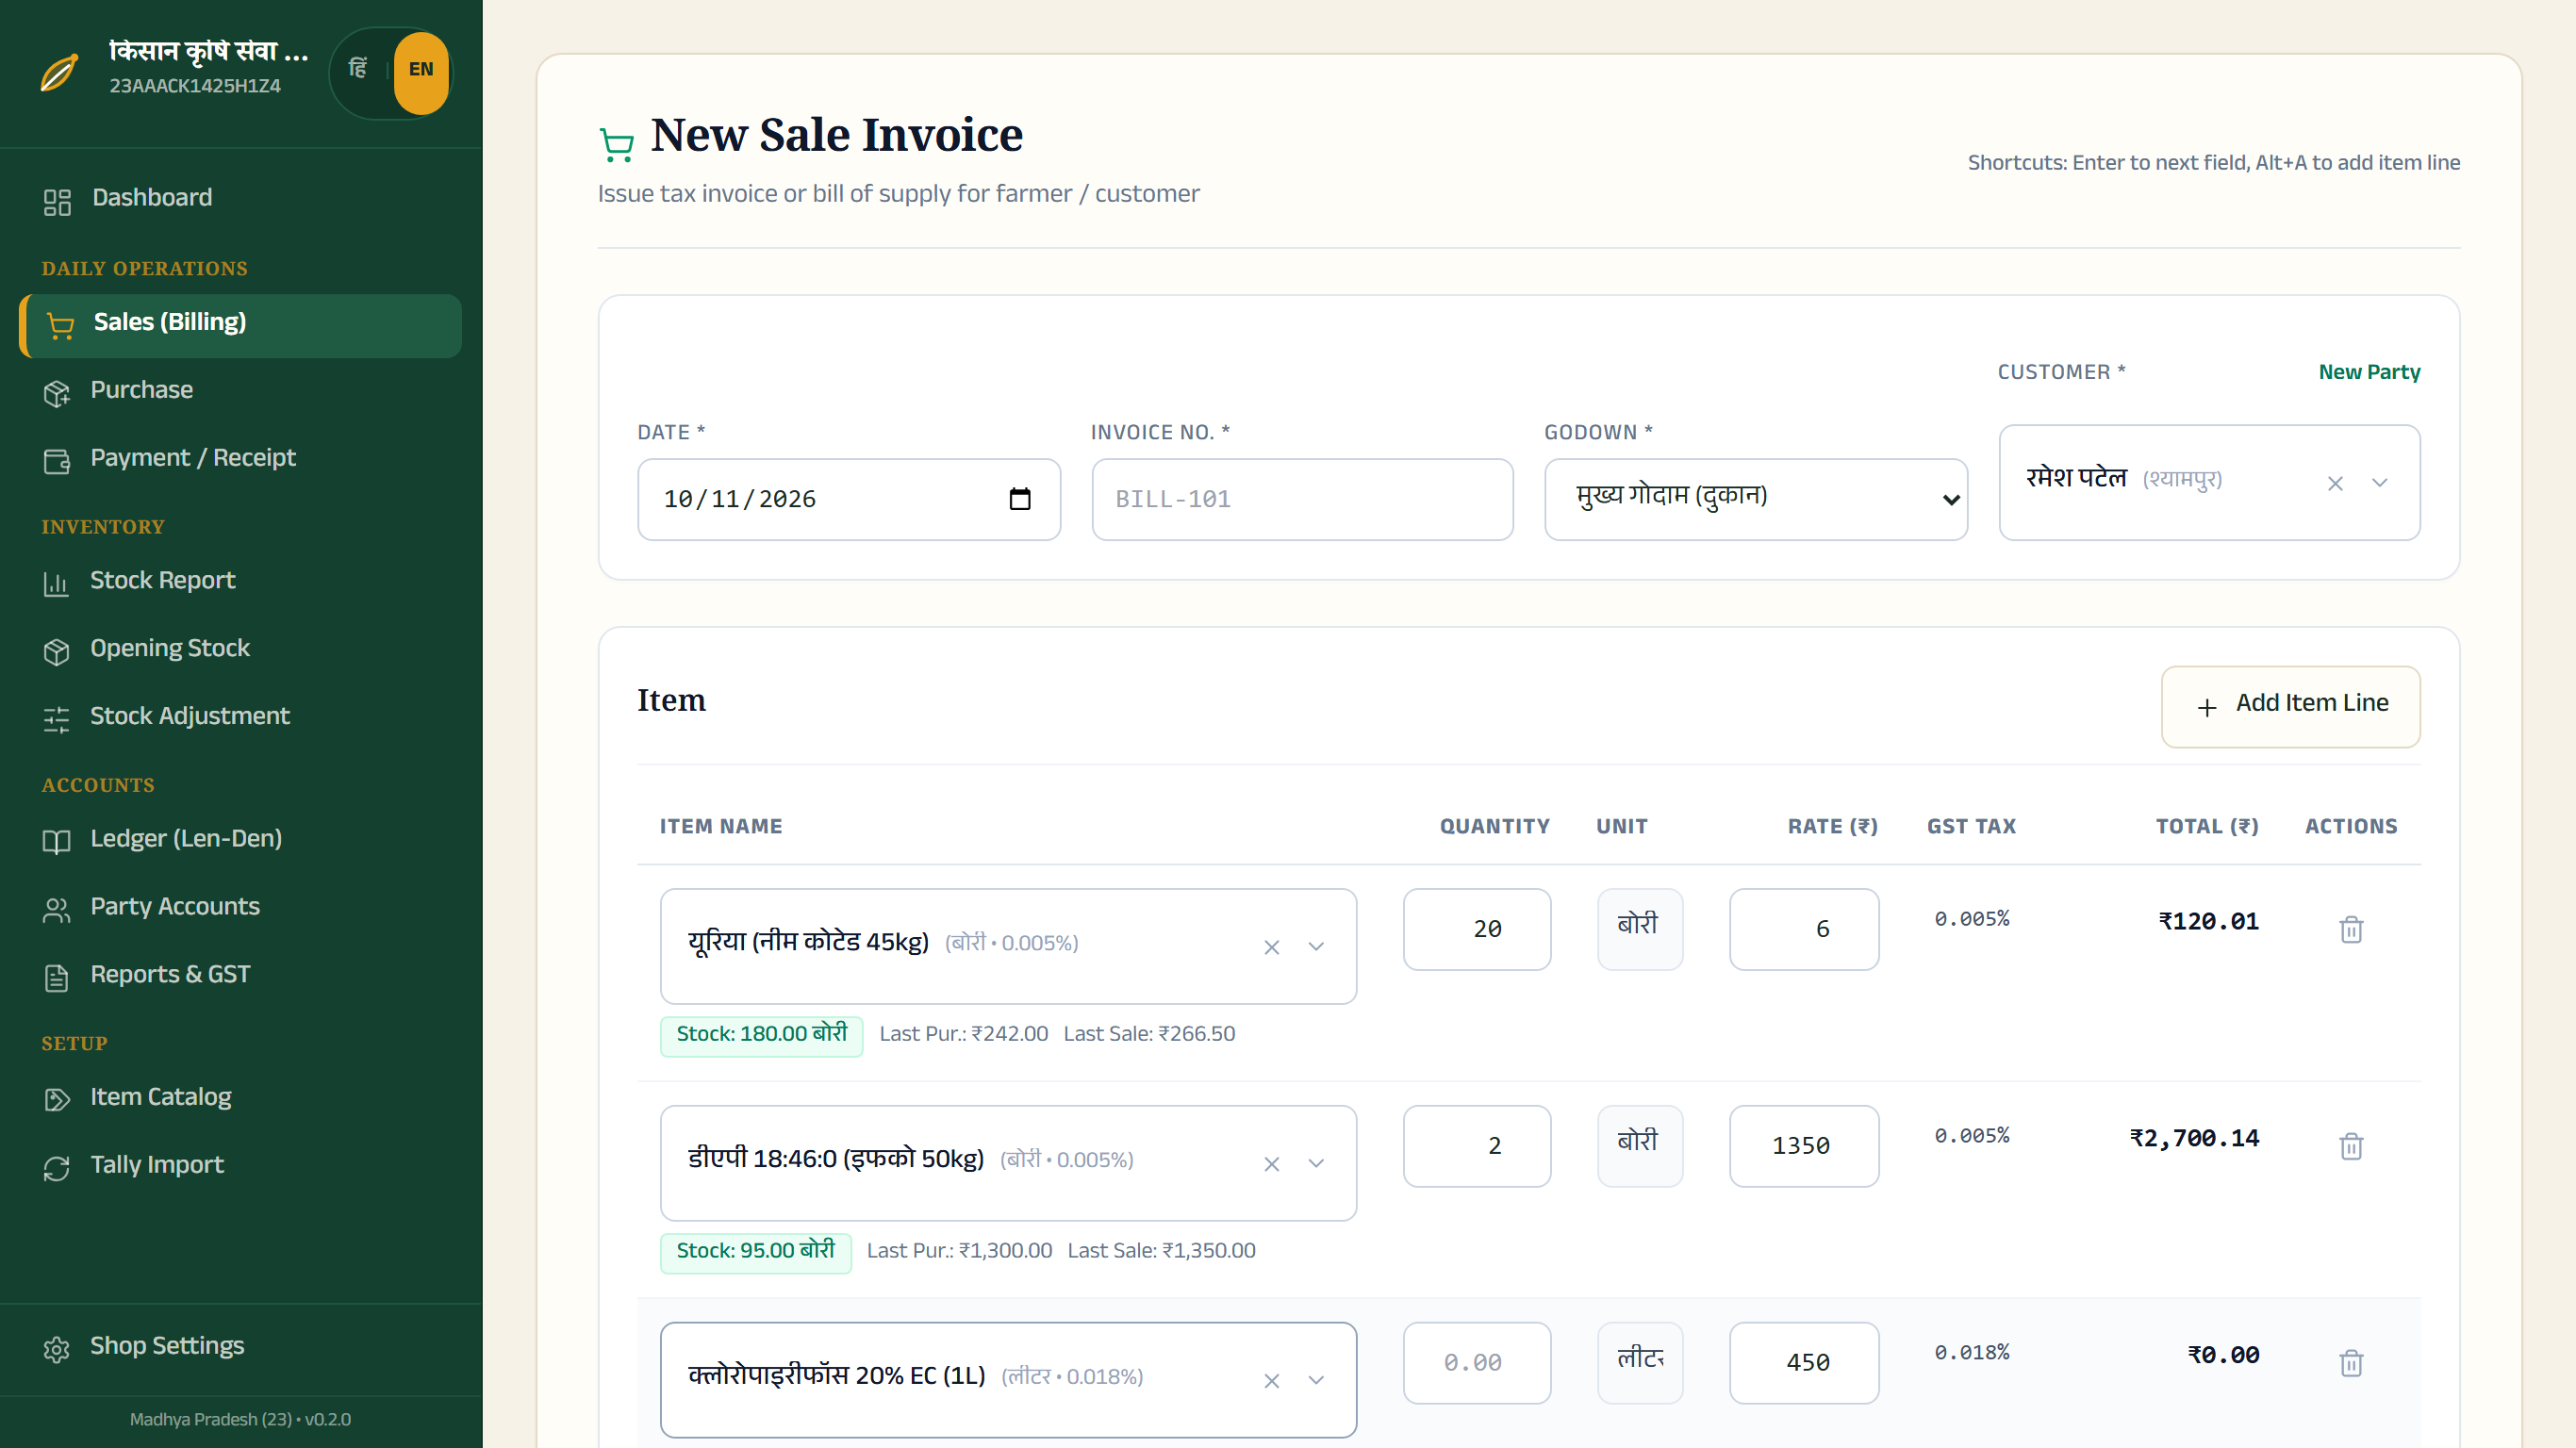 किसान कृषि सेवा ...
23AAACK1425H1Z4
हिं
EN
Dashboard
DAILY OPERATIONS
Sales (Billing)
Purchase
Payment / Receipt
INVENTORY
Stock Report
Opening Stock
Stock Adjustment
ACCOUNTS
Ledger (Len-Den)
Party Accounts
Reports & GST
SETUP
Item Catalog
Tally Import
Shop Settings
Madhya Pradesh (23) • v0.2.0
New Sale Invoice
Issue tax invoice or bill of supply for farmer / customer
Shortcuts: Enter to next field, Alt+A to add item line
DATE *
10/11/2026
INVOICE NO. *
BILL-101
GODOWN *
मुख्य गोदाम (दुकान)
CUSTOMER * New Party
रमेश पटेल (श्यामपुर)
Item
Add Item Line
ITEM NAME QUANTITY UNIT RATE (₹) GST TAX TOTAL (₹) ACTIONS
यूरिया (नीम कोटेड 45kg) (बोरी • 0.005%) 20 बोरी 6 0.005% ₹120.01
Stock: 180.00 बोरी Last Pur.: ₹242.00 Last Sale: ₹266.50
डीएपी 18:46:0 (इफको 50kg) (बोरी • 0.005%) 2 बोरी 1350 0.005% ₹2,700.14
Stock: 95.00 बोरी Last Pur.: ₹1,300.00 Last Sale: ₹1,350.00
क्लोरोपाइरीफॉस 20% EC (1L) (लीटर • 0.018%) 0.00 लीटर 450 0.018% ₹0.00